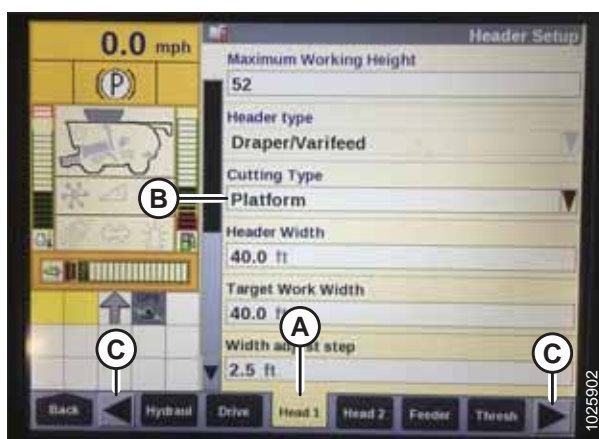 0.0 mph
Header Setup
(P)
Maximum Working Height
52
Header type
Draper/Varifeed
Cutting Type
B
Platform
Header Width
40.0 ft
Target Work Width
40.0
A
Width adjust step
C
C
2.5 ft
Back
Hydraul
Drive
Head 1
Head 2
Feeder
Thresh
1025902